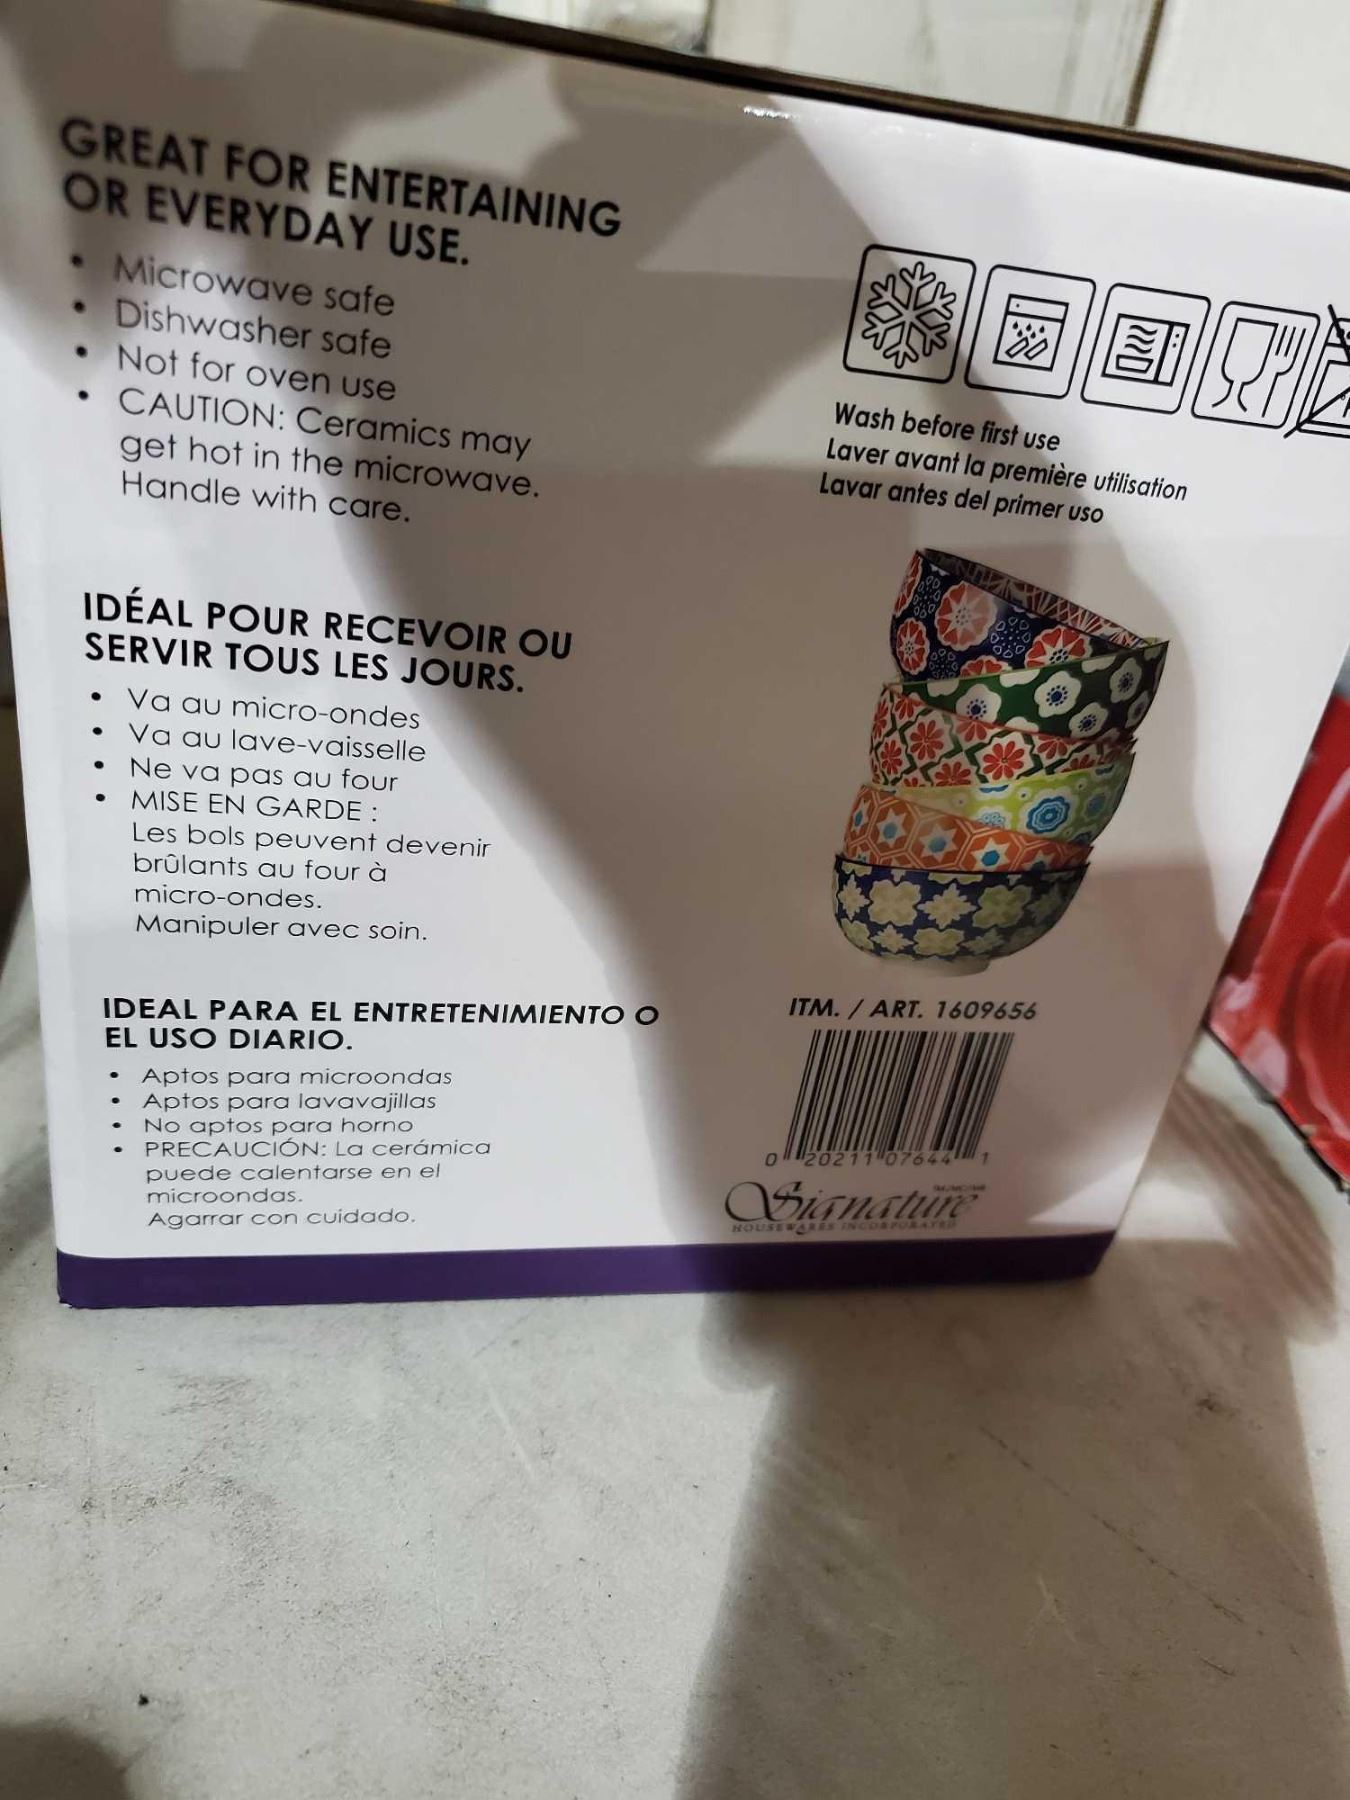 GREAT FOR ENTERTAINING
OR EVERYDAY USE.
• Microwave safe
• Dishwasher safe
• Not for oven use
• CAUTION: Ceramics may
get hot in the microwave.
Handle with care.
IDÉAL POUR RECEVOIR OU
SERVIR TOUS LES JOURS.
• Va au micro-ondes
• Va au lave-vaisselle
• Ne va pas au four
• MISE EN GARDE :
Les bols peuvent devenir
brûlants au four à
micro-ondes.
Manipuler avec soin.
IDEAL PARA EL ENTRETENIMIENTO O
EL USO DIARIO.
• Aptos para microondas
• Aptos para lavavajillas
• No aptos para horno
• PRECAUCIÓN: La cerámica
puede calentarse en el
microondas.
Agarrar con cuidado.
Wash before first use
Laver avant la première utilisation
Lavar antes del primer uso
ITM. / ART. 1609656
0 20211 07644 1
Signature
HOUSEWARES INCORPORATED